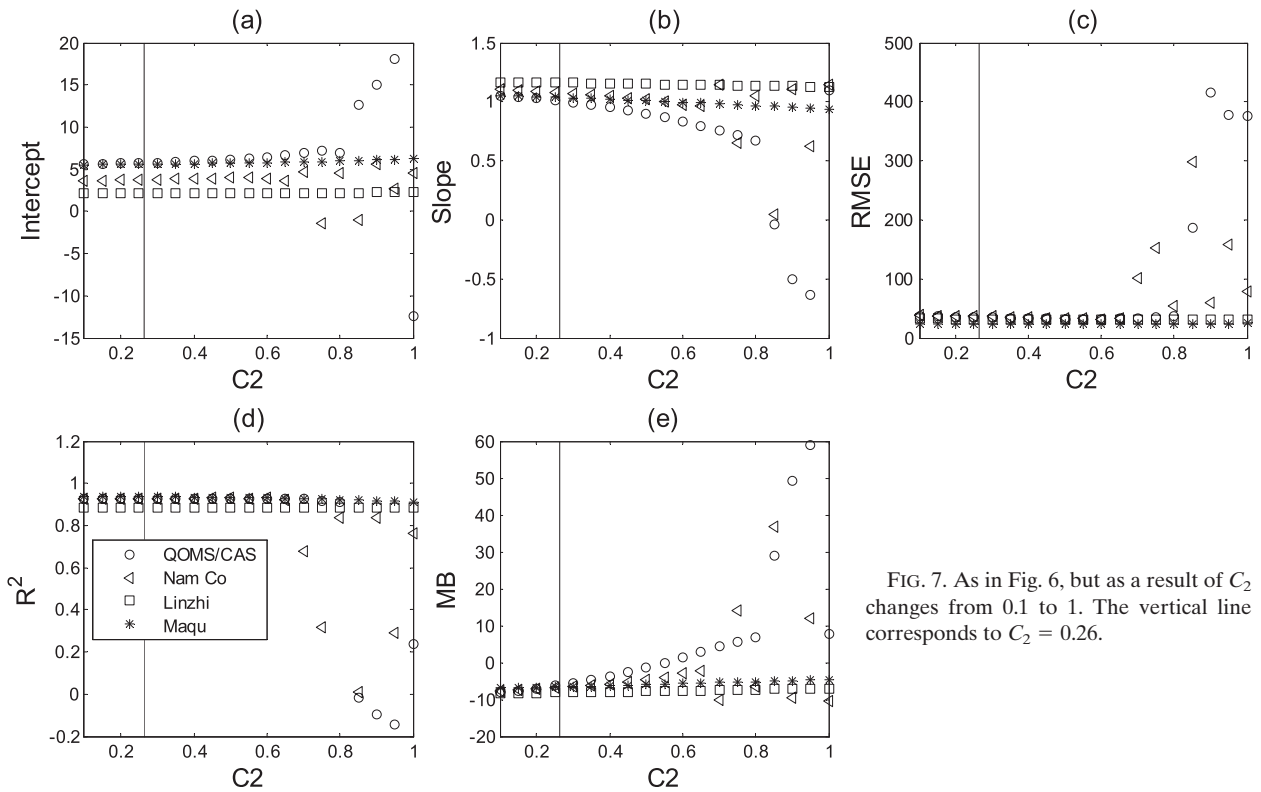 (a)
20
15
10
5
0
-5
-10
-15
0.2
0.4
0.6
0.8
1
Intercept
C2
(b)
1.5
1
0.5
0
-0.5
-1
0.2
0.4
0.6
0.8
1
Slope
C2
(c)
500
400
300
200
100
0
0.2
0.4
0.6
0.8
1
RMSE
C2
(d)
1.2
1
0.8
0.6
0.4
0.2
0
-0.2
0.2
0.4
0.6
0.8
1
R²
C2
QOMS/CAS
Nam Co
Linzhi
Maqu
(e)
60
50
40
30
20
10
0
-10
-20
0.2
0.4
0.6
0.8
1
MB
C2
FIG. 7. As in Fig. 6, but as a result of C₂
changes from 0.1 to 1. The vertical line
corresponds to C₂ = 0.26.